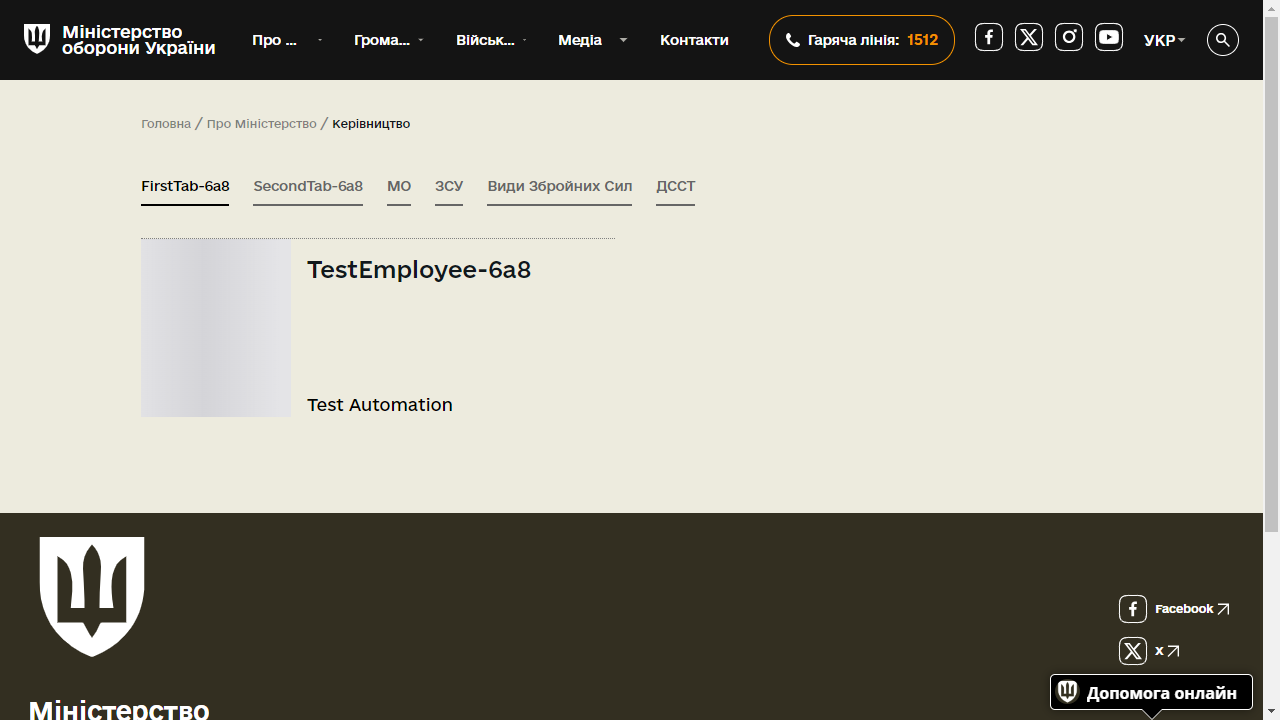 Міністерство
оборони України
Про ...
Грома...
Військ...
Медіа
Контакти
Гаряча лінія: 1512
УКР
Головна / Про Міністерство / Керівництво
FirstTab-6a8
SecondTab-6a8
МО
ЗСУ
Види Збройних Сил
ДССТ
TestEmployee-6a8
Test Automation
Facebook
X
Допомога онлайн
Міністерство